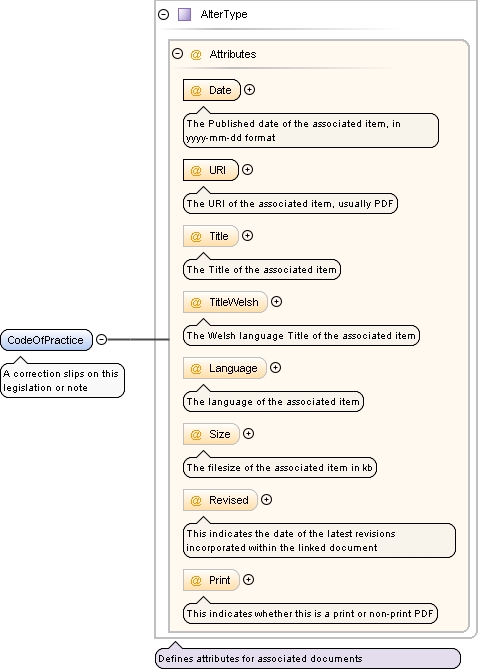 AlterType
@ Attributes
@ Date
The Published date of the associated item, in
yyyy-mm-dd format
@ URI
The URI of the associated item, usually PDF
@ Title
The Title of the associated item
@ TitleWelsh
The Welsh language Title of the associated item
@ Language
The language of the associated item
@ Size
The filesize of the associated item in kb
@ Revised
This indicates the date of the latest revisions
incorporated within the linked document
@ Print
This indicates whether this is a print or non-print PDF
CodeOfPractice
A correction slips on this
legislation or note
Defines attributes for associated documents